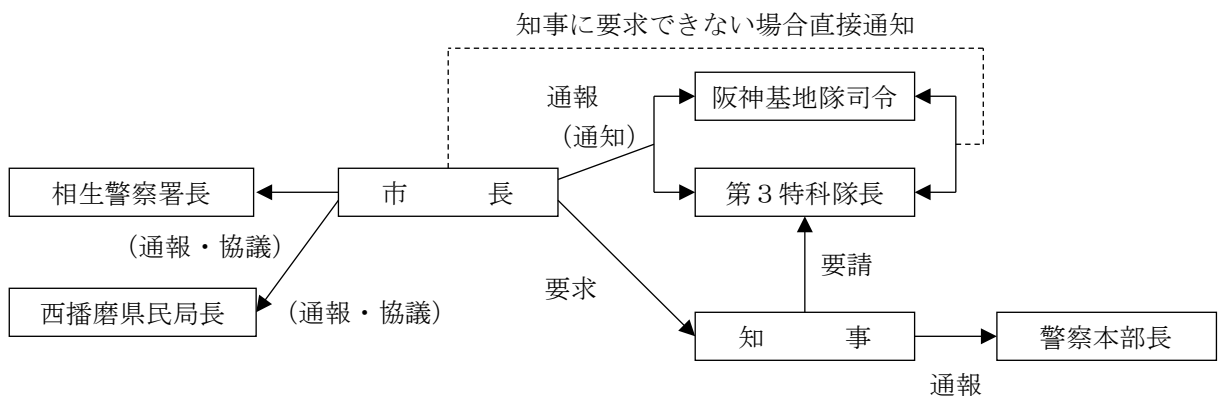 知事に要求できない場合直接通知
通報
(通知)
阪神基地隊司令
相生警察署長
市　　　長
第３特科隊長
(通報・協議)
要求
要請
西播磨県民局長
(通報・協議)
知　　　事
警察本部長
通報